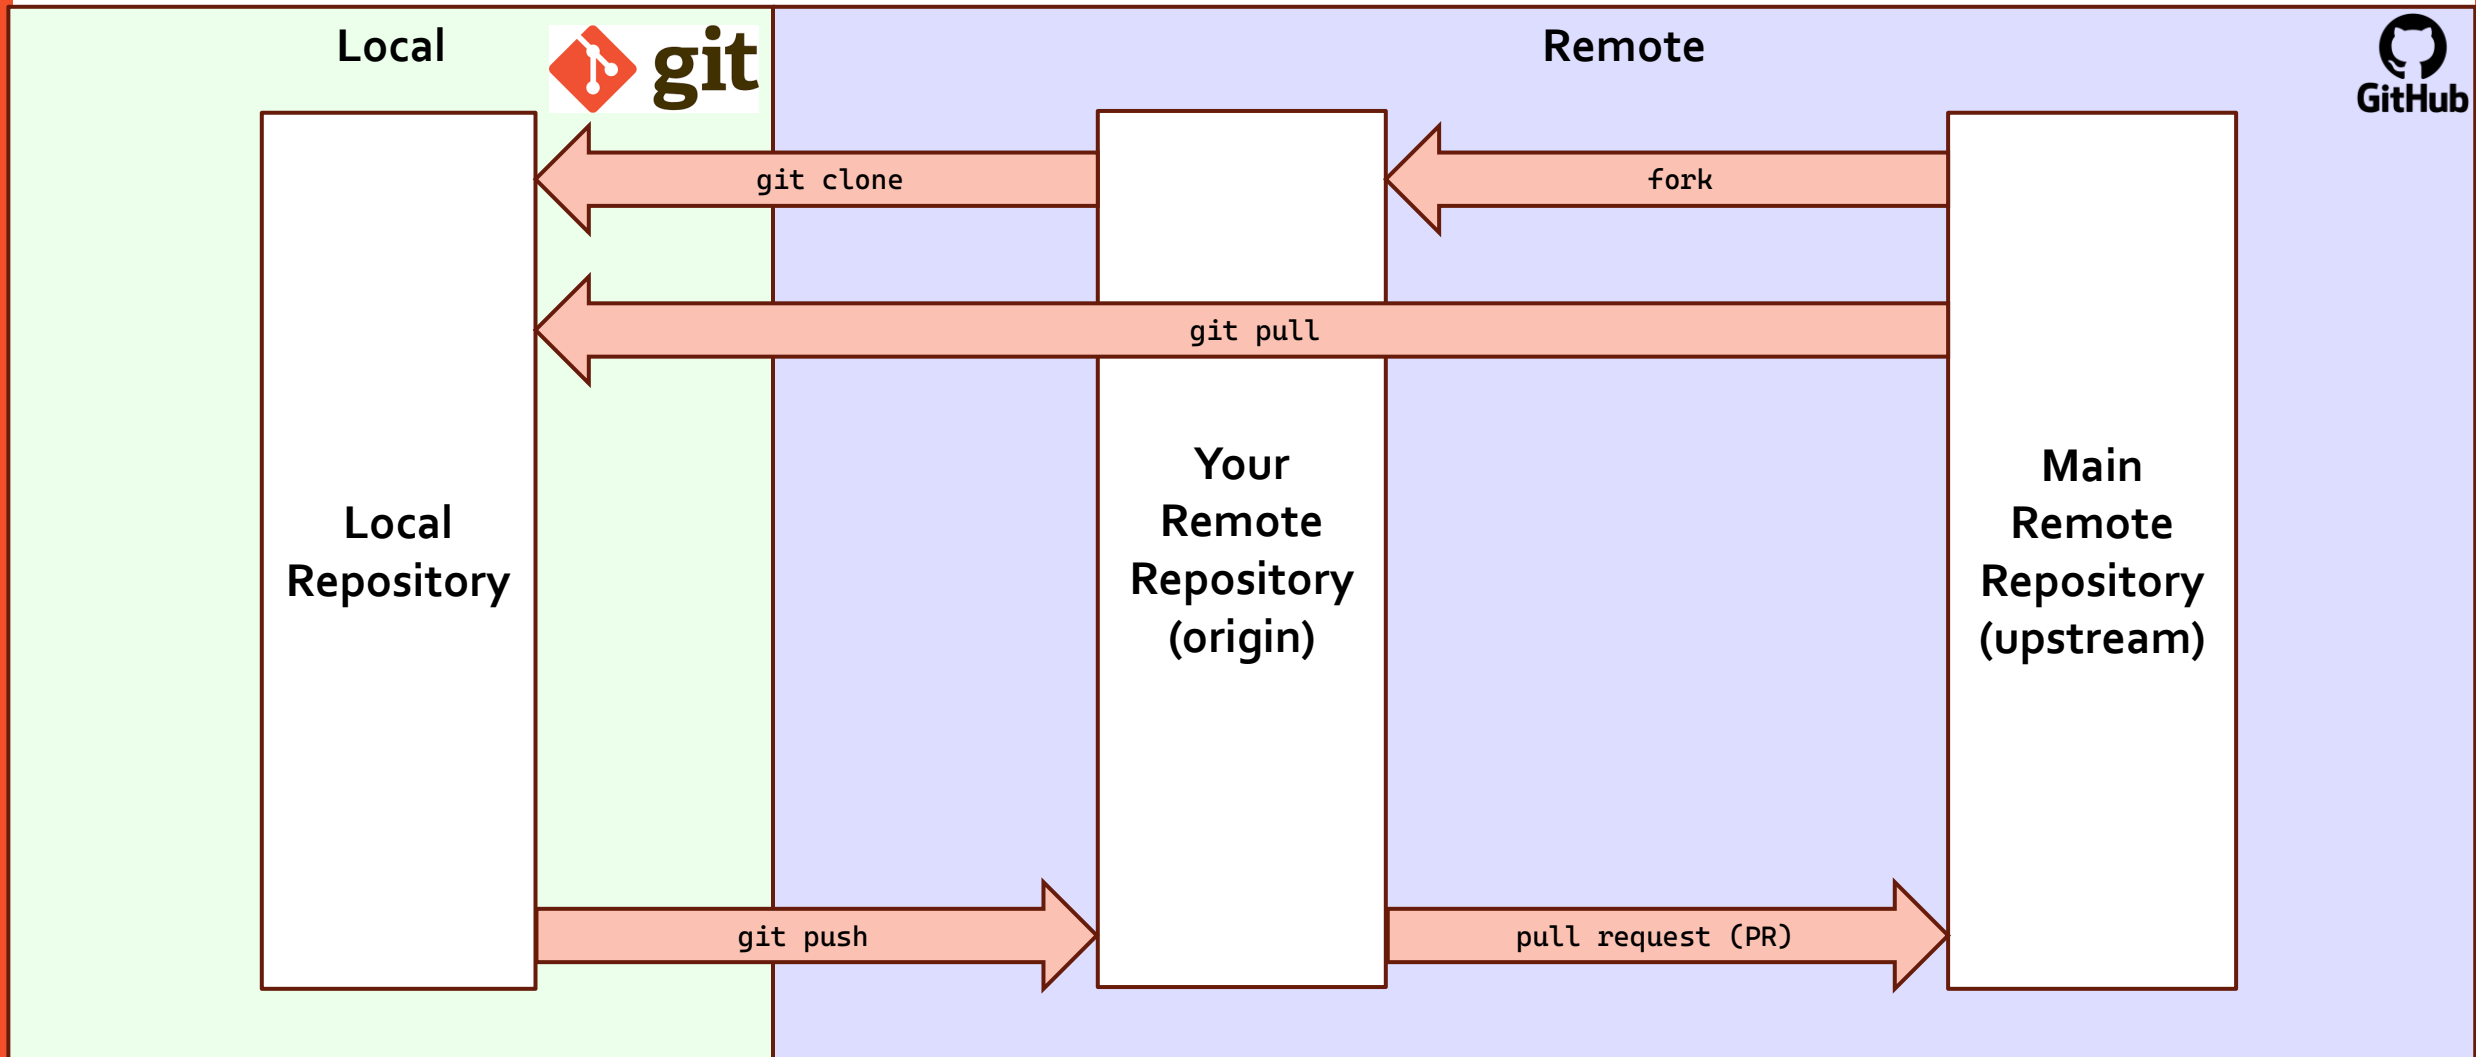 Local
git
Remote
GitHub
git clone
fork
git pull
Local
Repository
Your
Remote
Repository
(origin)
Main
Remote
Repository
(upstream)
git push
pull request (PR)